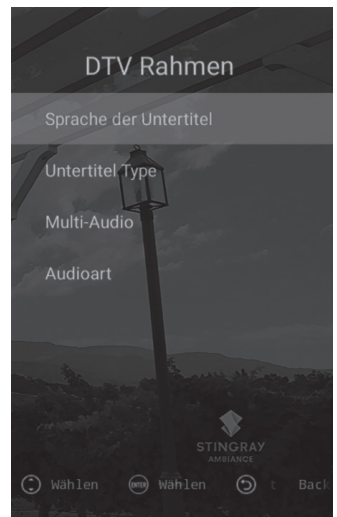 DTV Rahmen
Sprache der Untertitel
Untertitel Type
Multi-Audio
Audioart
STINGRAY
AMBIANCE
Wählen ENTER Wählen t Back